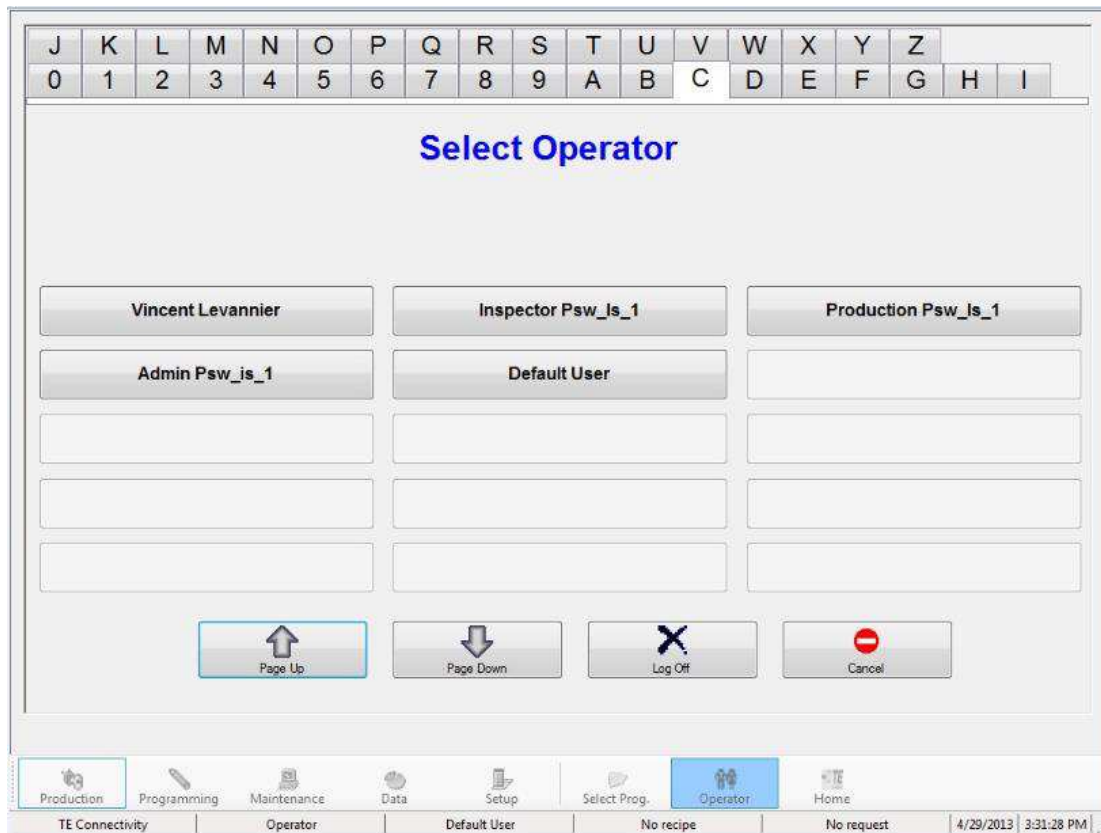 J K L M N O P Q R S T U V W X Y Z
0 1 2 3 4 5 6 7 8 9 A B C D E F G H I
Select Operator
Vincent Levannier Inspector Psw_Is_1 Production Psw_Is_1
Admin Psw_is_1 Default User
Page Up Page Down Log Off Cancel
Production Programming Maintenance Data Setup Select Prog. Operator Home
TE Connectivity Operator Default User No recipe No request 4/29/2013 3:31:28 PM